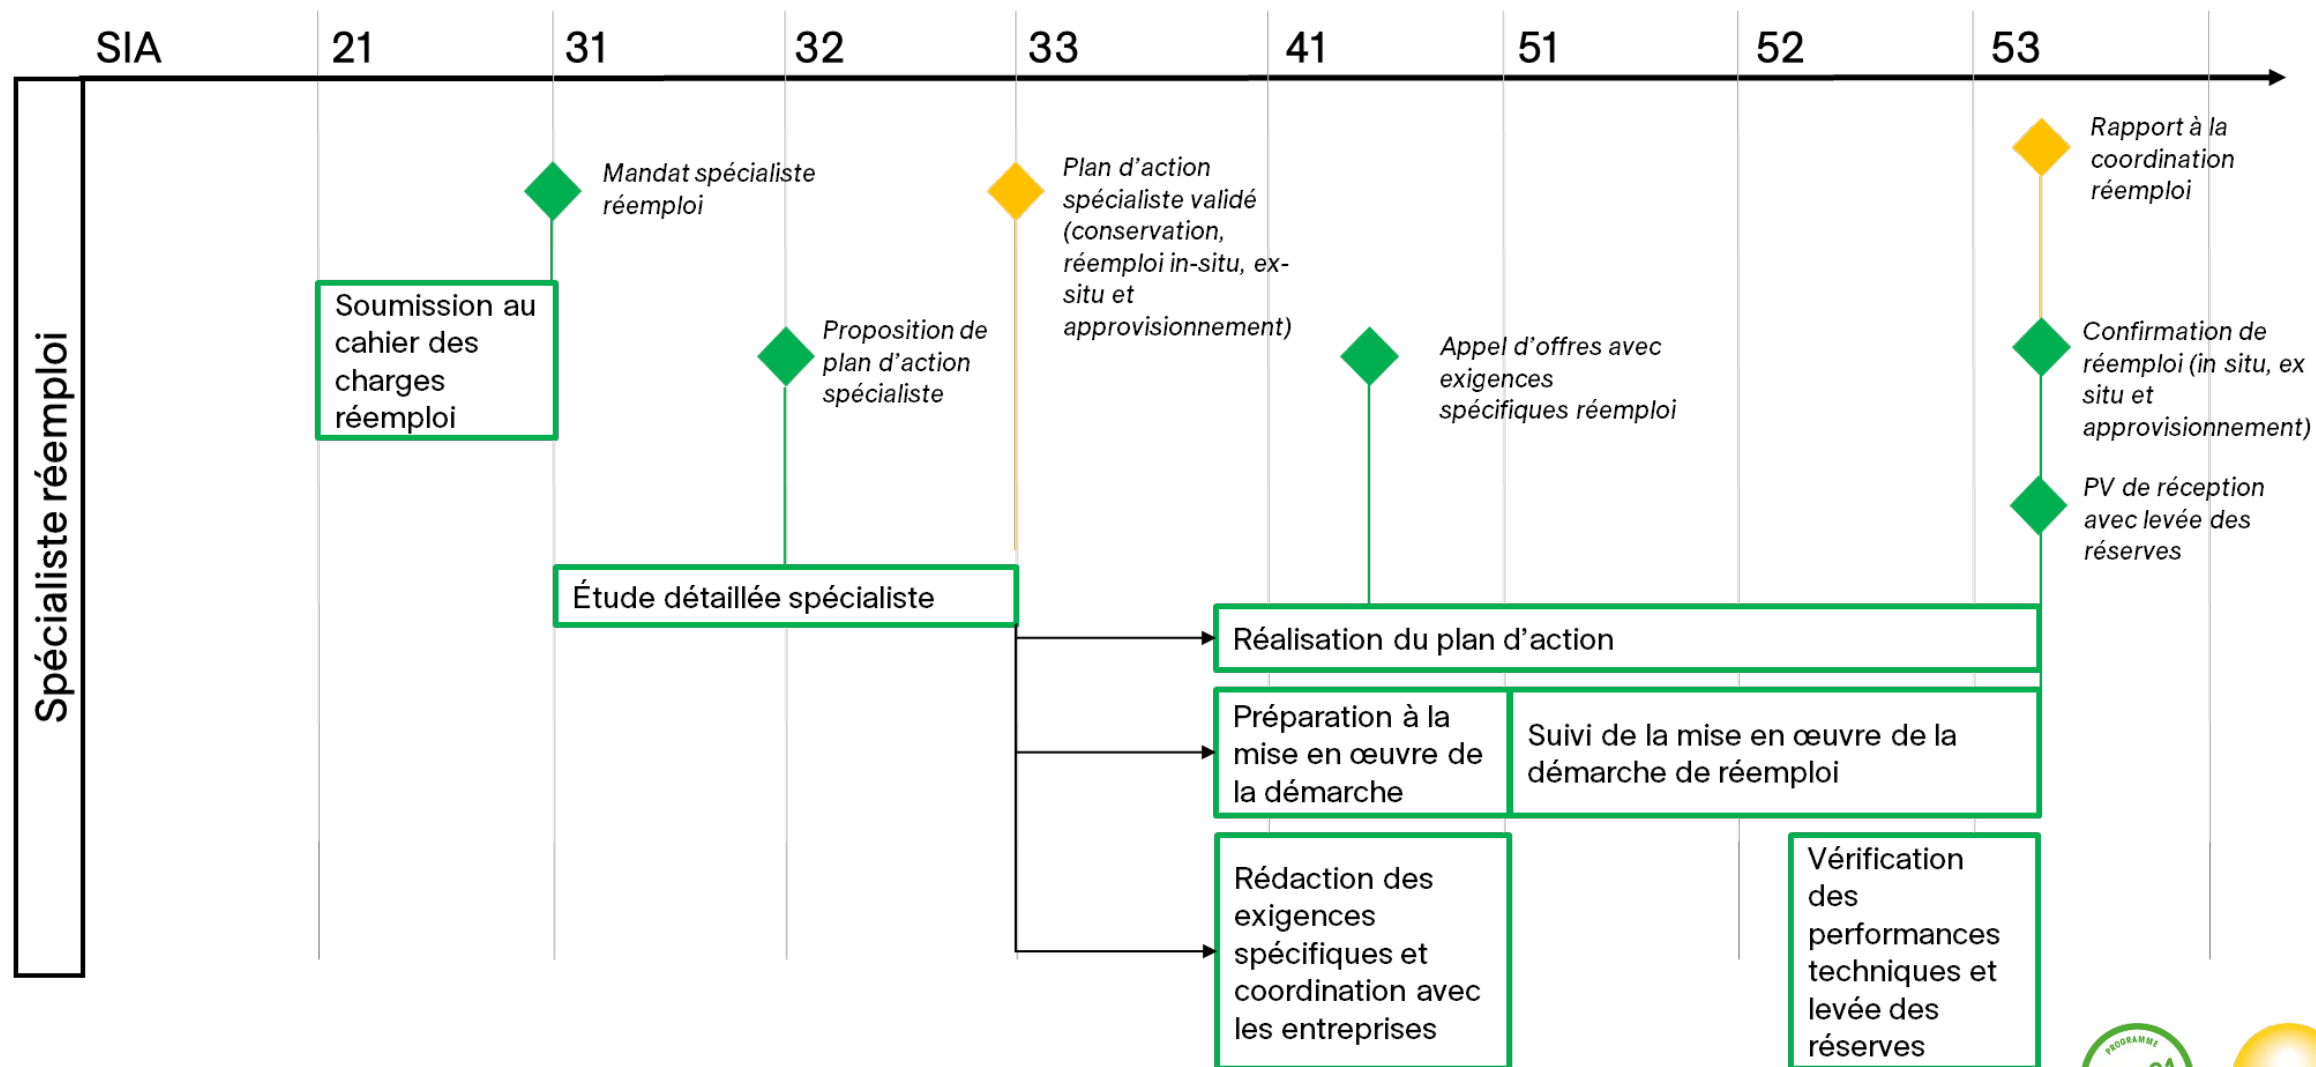 SIA
21
31
32
33
41
51
52
53
Spécialiste réemploi
Mandat spécialiste
réemploi
Soumission au
cahier des
charges
réemploi
Proposition de
plan d'action
spécialiste
Plan d'action
spécialiste validé
(conservation,
réemploi in-situ, ex-
situ et
approvisionnement)
Appel d'offres avec
exigences
spécifiques réemploi
Rapport à la
coordination
réemploi
Confirmation de
réemploi (in situ, ex
situ et
approvisionnement)
PV de réception
avec levée des
réserves
Étude détaillée spécialiste
Réalisation du plan d'action
Préparation à la
mise en œuvre de
la démarche
Suivi de la mise en œuvre de la
démarche de réemploi
Rédaction des
exigences
spécifiques et
coordination avec
les entreprises
Vérification
des
performances
techniques et
levée des
réserves
PROGRAMME